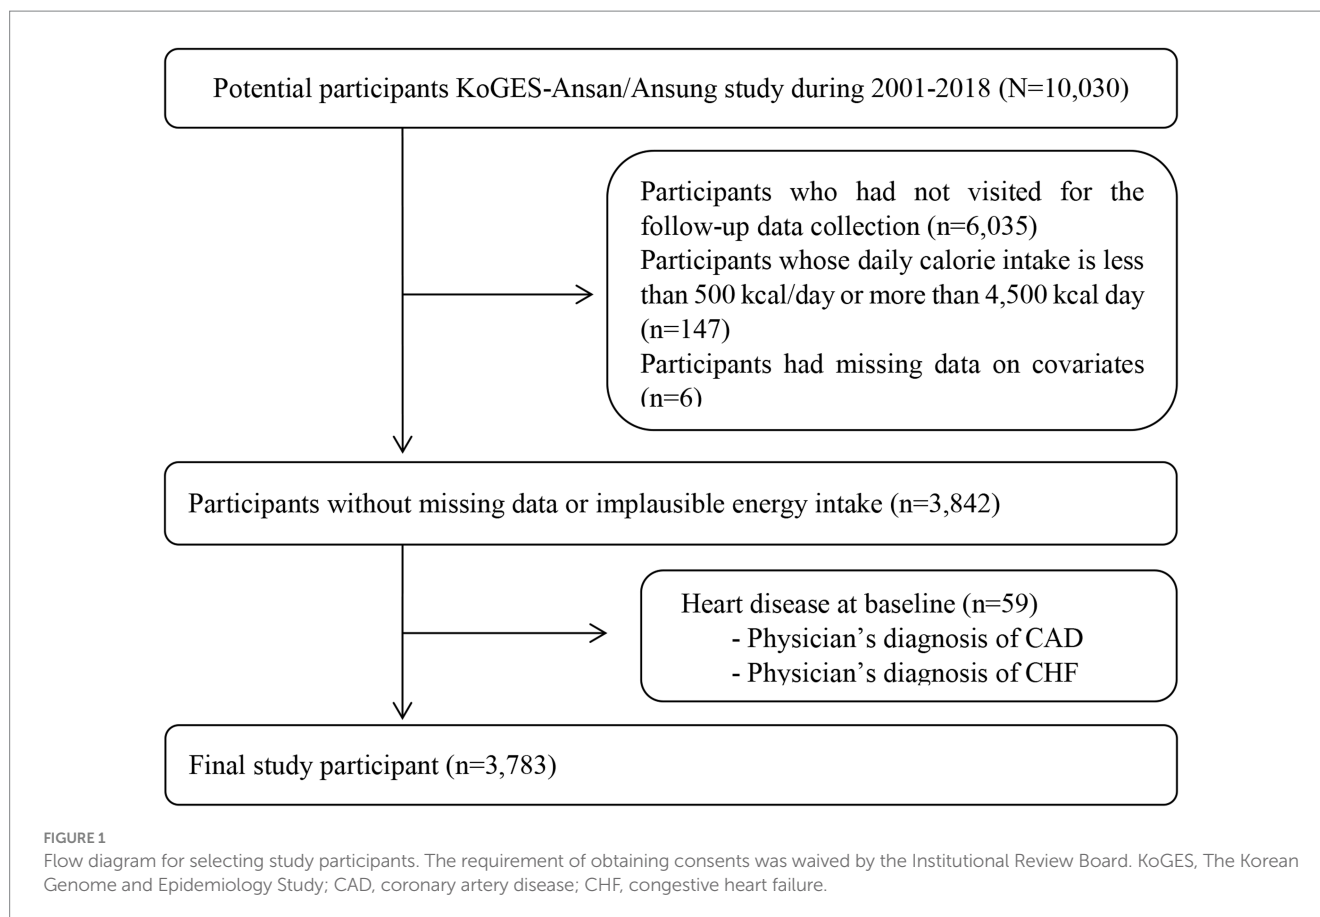 Potential participants KoGES-Ansan/Ansung study during 2001-2018 (N=10,030)
Participants who had not visited for the
follow-up data collection (n=6,035)
Participants whose daily calorie intake is less
than 500 kcal/day or more than 4,500 kcal day
(n=147)
Participants had missing data on covariates
(n=6)
Participants without missing data or implausible energy intake (n=3,842)
Heart disease at baseline (n=59)
- Physician’s diagnosis of CAD
- Physician’s diagnosis of CHF
Final study participant (n=3,783)
FIGURE 1
Flow diagram for selecting study participants. The requirement of obtaining consents was waived by the Institutional Review Board. KoGES, The Korean
Genome and Epidemiology Study; CAD, coronary artery disease; CHF, congestive heart failure.